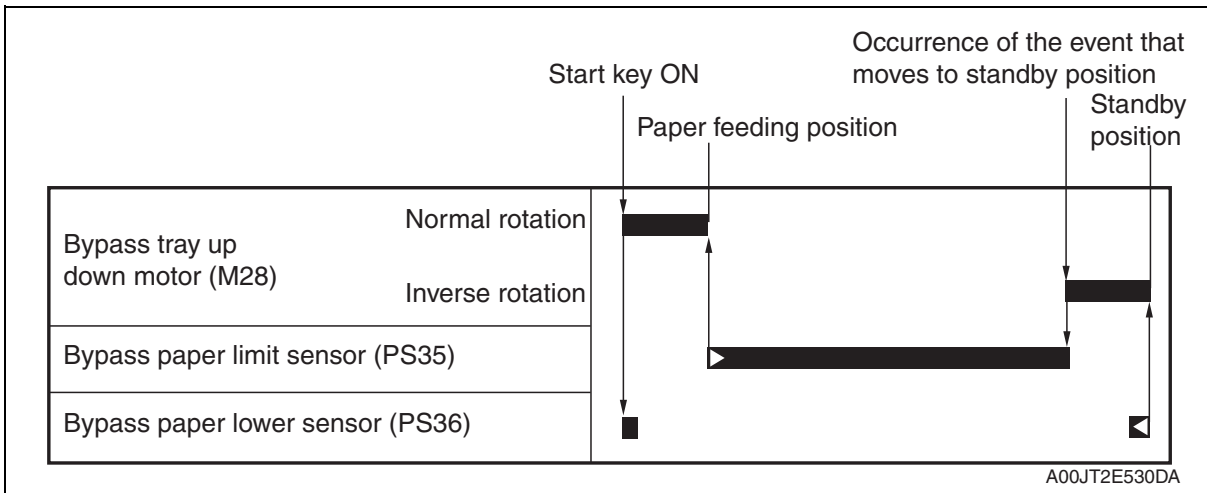 Occurrence of the event that
moves to standby position
Start key ON
Standby
position
Paper feeding position
Bypass tray up
down motor (M28)
Normal rotation
Inverse rotation
Bypass paper limit sensor (PS35)
Bypass paper lower sensor (PS36)
A00JT2E530DA